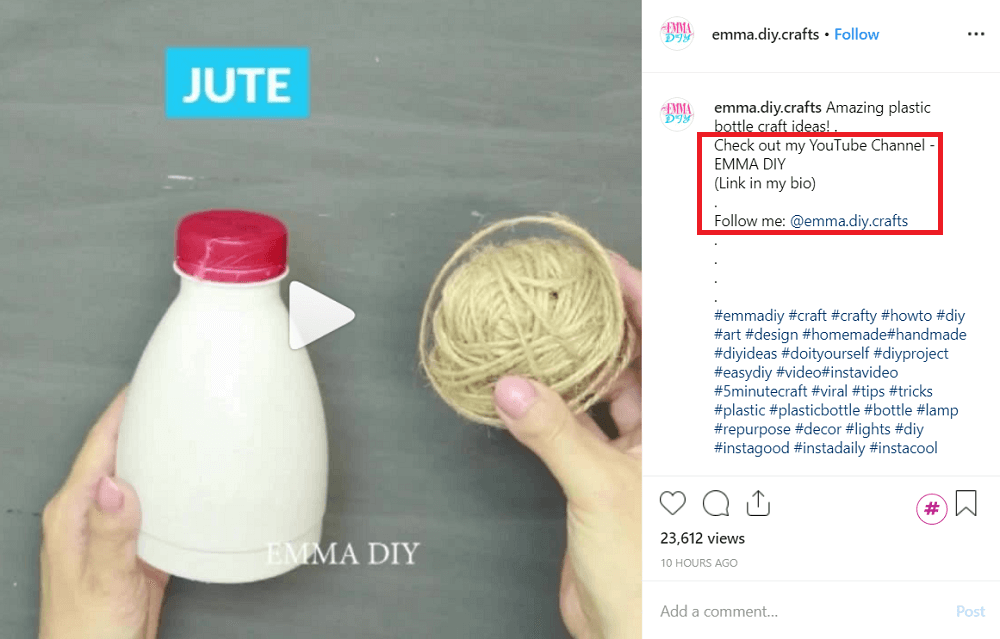 JUTE
EMMA DIY
EMMA
DIY
emma.diy.crafts • Follow
EMMA
DIY
emma.diy.crafts Amazing plastic
bottle craft ideas! .
Check out my YouTube Channel -
EMMA DIY
(Link in my bio)
.
Follow me: @emma.diy.crafts
.
.
.
.
#emmadiy #craft #crafty #howto #diy
#art #design #homemade#handmade
#diyideas #doityourself #diyproject
#easydiy #video#instavideo
#5minutecraft #viral #tips #tricks
#plastic #plasticbottle #bottle #lamp
#repurpose #decor #lights #diy
#instagood #instadaily #instacool
#
23,612 views
10 HOURS AGO
Add a comment...
Post